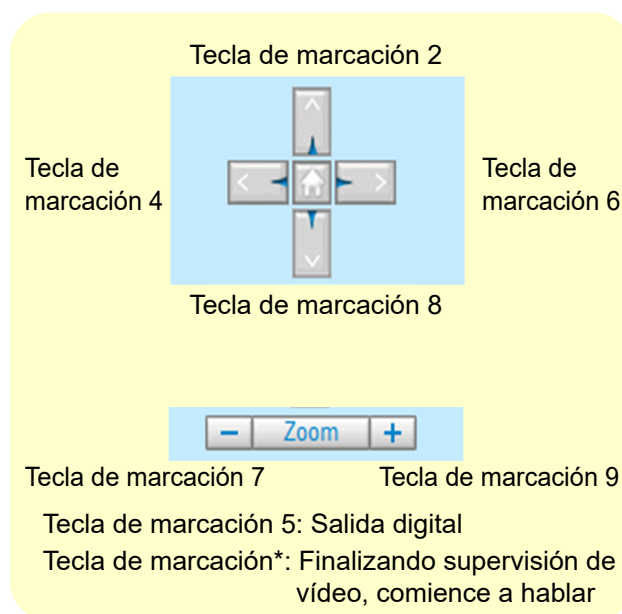 Tecla de marcación 2
Tecla de
marcación 4
Tecla de
marcación 6
Tecla de marcación 8
Zoom
Tecla de marcación 7
Tecla de marcación 9
Tecla de marcación 5: Salida digital
Tecla de marcación*: Finalizando supervisión de
vídeo, comience a hablar